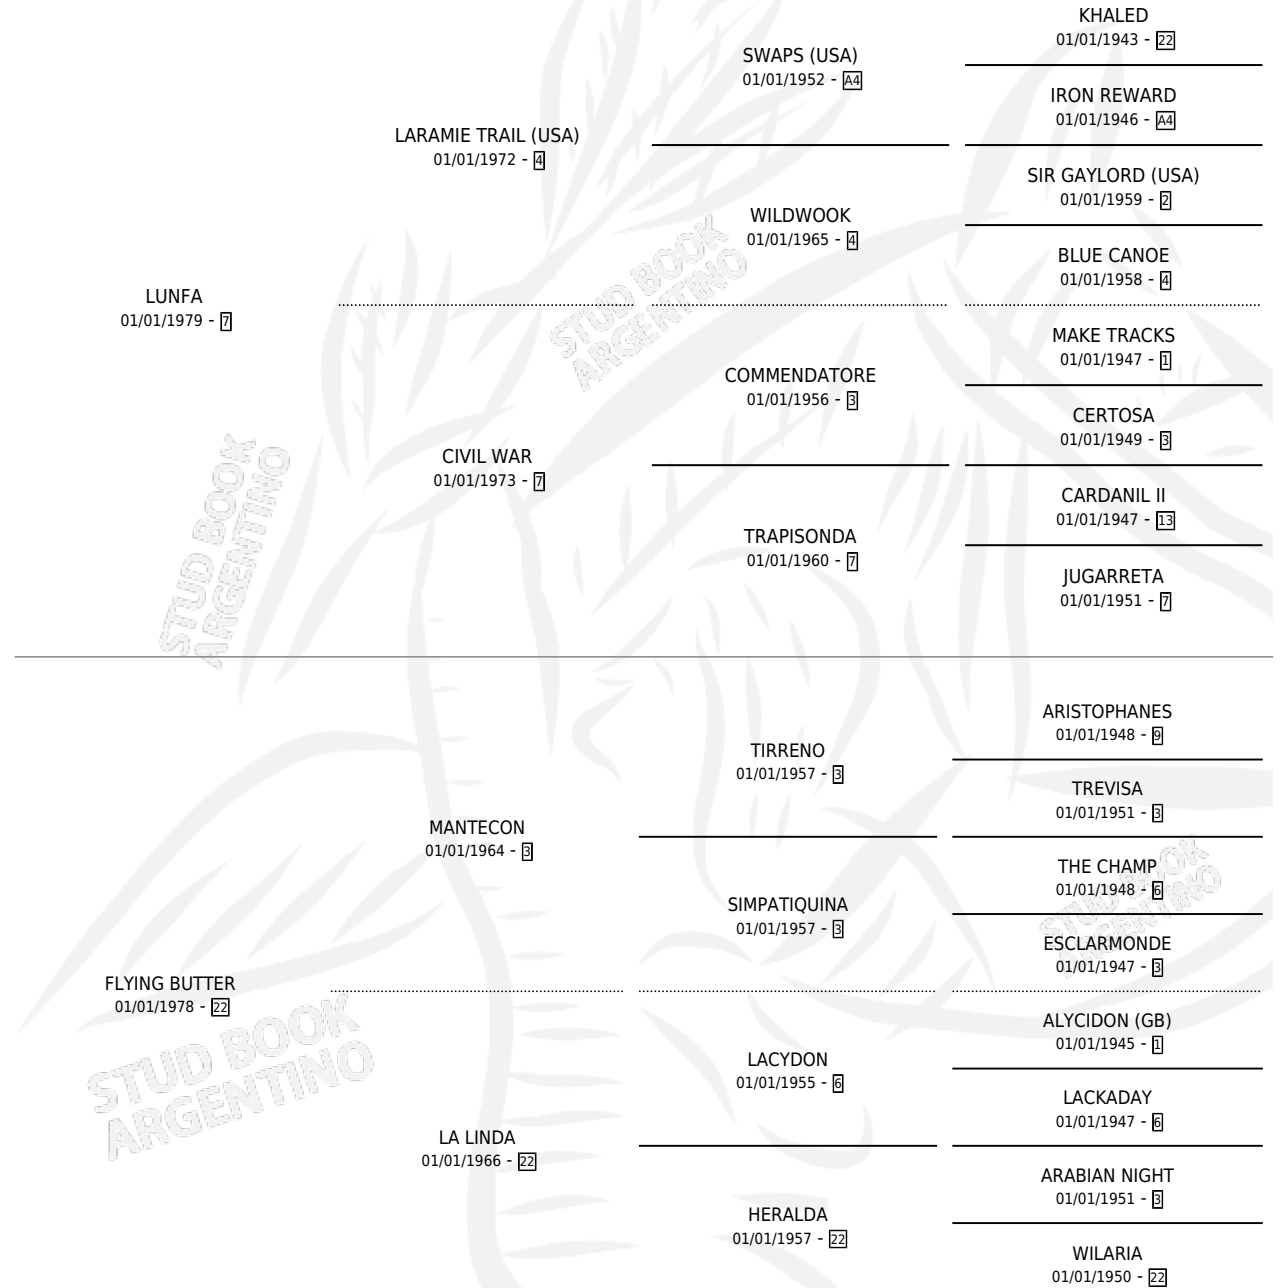 KHALED
01/01/1943 - 22
SWAPS (USA)
01/01/1952 - A4
IRON REWARD
01/01/1946 - A4
LARAMIE TRAIL (USA)
01/01/1972 - 4
SIR GAYLORD (USA)
01/01/1959 - 2
WILDWOOK
01/01/1965 - 4
BLUE CANOE
01/01/1958 - 4
LUNFA
01/01/1979 - 7
MAKE TRACKS
01/01/1947 - 1
COMMENDATORE
01/01/1956 - 3
CERTOSA
01/01/1949 - 3
CIVIL WAR
01/01/1973 - 7
CARDANIL II
01/01/1947 - 13
TRAPISONDA
01/01/1960 - 7
JUGARRETA
01/01/1951 - 7
STUD BOOK
ARGENTINO
STUD BOOK
ARGENTINO
ARISTOPHANES
01/01/1948 - 9
TIRRENO
01/01/1957 - 3
TREVISA
01/01/1951 - 3
MANTECON
01/01/1964 - 3
THE CHAMP
01/01/1948 - 6
SIMPATIQUINA
01/01/1957 - 3
ESCLARMONDE
01/01/1947 - 3
FLYING BUTTER
01/01/1978 - 22
ALYCIDON (GB)
01/01/1945 - 1
LACYDON
01/01/1955 - 6
LACKADAY
01/01/1947 - 6
LA LINDA
01/01/1966 - 22
ARABIAN NIGHT
01/01/1951 - 3
HERALDA
01/01/1957 - 22
WILARIA
01/01/1950 - 22
STUD BOOK
ARGENTINO
STUD BOOK
ARGENTINO